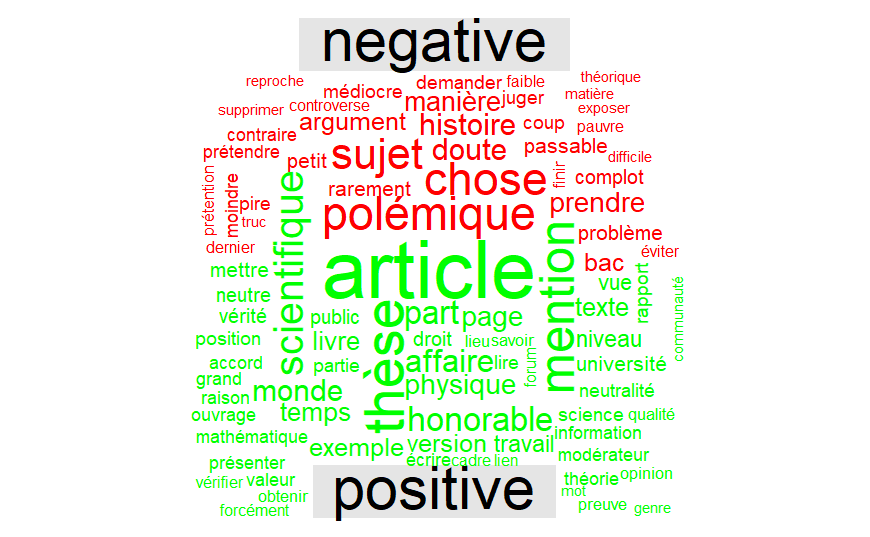 negative
reproche
demander
faible
théorique
médiocre
manière
juger
matière
supprimer
controverse
exposer
argument
histoire
coup
pauvre
contraire
sujet
doute
passable
prétendre
petit
difficile
prétention
moindre
pire
rarement
chose
finir
complot
truc
polémique
prendre
dernier
problème
éviter
bac
scientifique
article
mention
mettre
vue
rapport
communauté
neutre
texte
vérité
public
thèse
part
page
position
livre
droit
lieu
savoir
niveau
accord
partie
affaire
lire
forum
université
grand
monde
physique
neutralité
raison
ouvrage
temps
honorable
science
qualité
mathématique
exemple
version
travail
information
présenter
écrire
cadre
lien
modérateur
vérifier
valeur
théorie
opinion
obtenir
mot
forcément
preuve
genre
positive